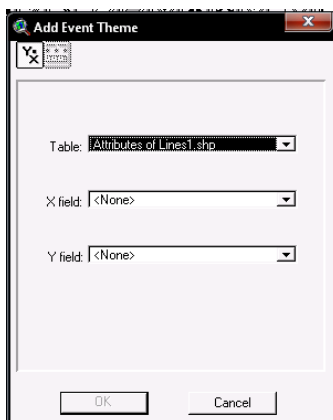 Add Event Theme
Table: Attributes of Lines1.shp
X field: <None>
Y field: <None>
OK
Cancel